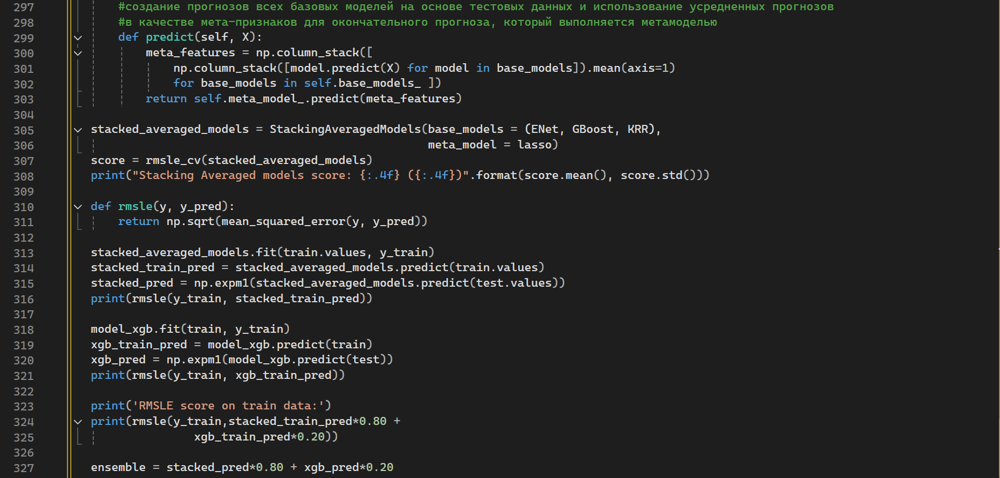 297 #создание прогнозов всех базовых моделей на основе тестовых данных и использование усредненных прогнозов
298 #в качестве мета-признаков для окончательного прогноза, который выполняется метамоделью
299 def predict(self, X):
300 meta_features = np.column_stack([
301 np.column_stack([model.predict(X) for model in base_models]).mean(axis=1)
302 for base_models in self.base_models_ ])
303 return self.meta_model_.predict(meta_features)
304
305 stacked_averaged_models = StackingAveragedModels(base_models = (ENet, GBoost, KRR),
306 meta_model = lasso)
307 score = rmsle_cv(stacked_averaged_models)
308 print("Stacking Averaged models score: {:.4f} ({:.4f})".format(score.mean(), score.std()))
309
310 def rmsle(y, y_pred):
311 return np.sqrt(mean_squared_error(y, y_pred))
312
313 stacked_averaged_models.fit(train.values, y_train)
314 stacked_train_pred = stacked_averaged_models.predict(train.values)
315 stacked_pred = np.expm1(stacked_averaged_models.predict(test.values))
316 print(rmsle(y_train, stacked_train_pred))
317
318 model_xgb.fit(train, y_train)
319 xgb_train_pred = model_xgb.predict(train)
320 xgb_pred = np.expm1(model_xgb.predict(test))
321 print(rmsle(y_train, xgb_train_pred))
322
323 print('RMSLE score on train data:')
324 print(rmsle(y_train,stacked_train_pred*0.80 +
325 xgb_train_pred*0.20))
326
327 ensemble = stacked_pred*0.80 + xgb_pred*0.20